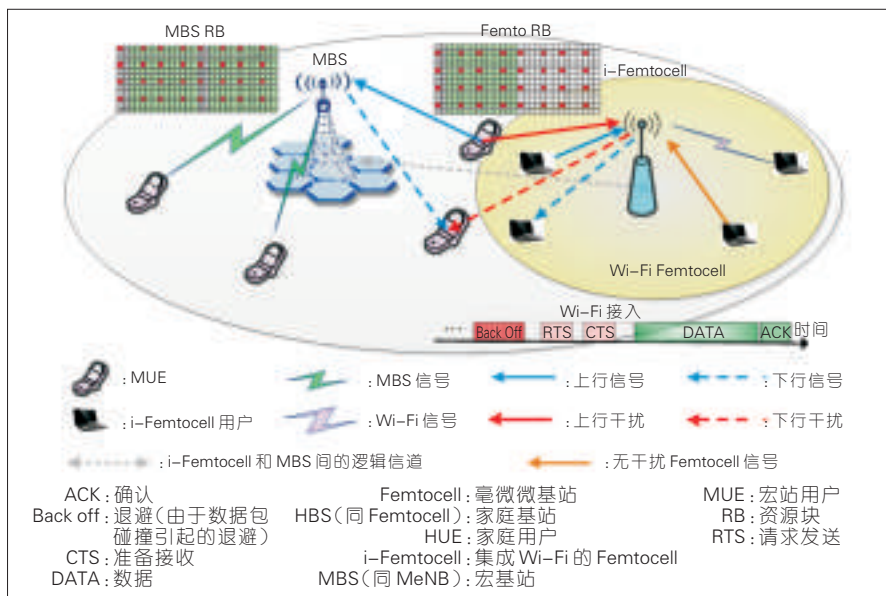 MBS RB
Femto RB
MBS
i-Femtocell
Wi-Fi Femtocell
Wi-Fi 接入
Back Off RTS CTS DATA ACK 时间
:MUE :MBS 信号 :上行信号 :下行信号
:i-Femtocell 用户 :Wi-Fi 信号 :上行干扰 :下行干扰
:i-Femtocell 和 MBS 间的逻辑信道 :无干扰 Femtocell 信号
ACK:确认 Femtocell:毫微微基站 MUE:宏站用户
Back off:退避(由于数据包 HBS(同 Femtocell):家庭基站 RB:资源块
碰撞引起的退避) HUE:家庭用户 RTS:请求发送
CTS:准备接收 i-Femtocell:集成 Wi-Fi 的 Femtocell
DATA:数据 MBS(同 MeNB):宏基站